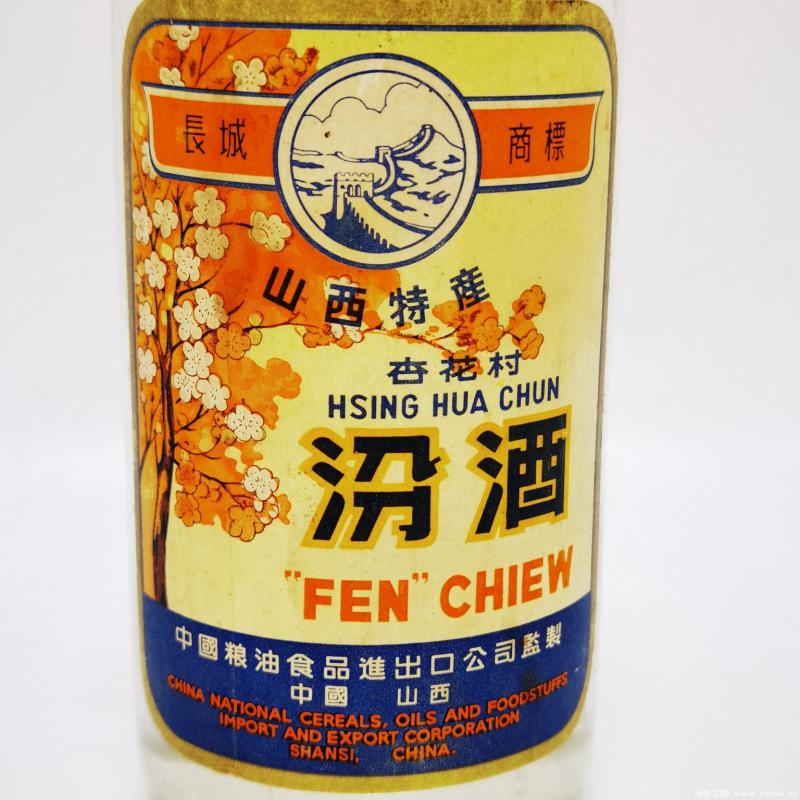 長城 商標
山西特産
杏花村
HSING HUA CHUN
汾酒
"FEN" CHIEW
中國粮油食品進出口公司監製
中國 山西
CHINA NATIONAL CEREALS, OILS AND FOODSTUFFS
IMPORT AND EXPORT CORPORATION
SHANSI, CHINA.